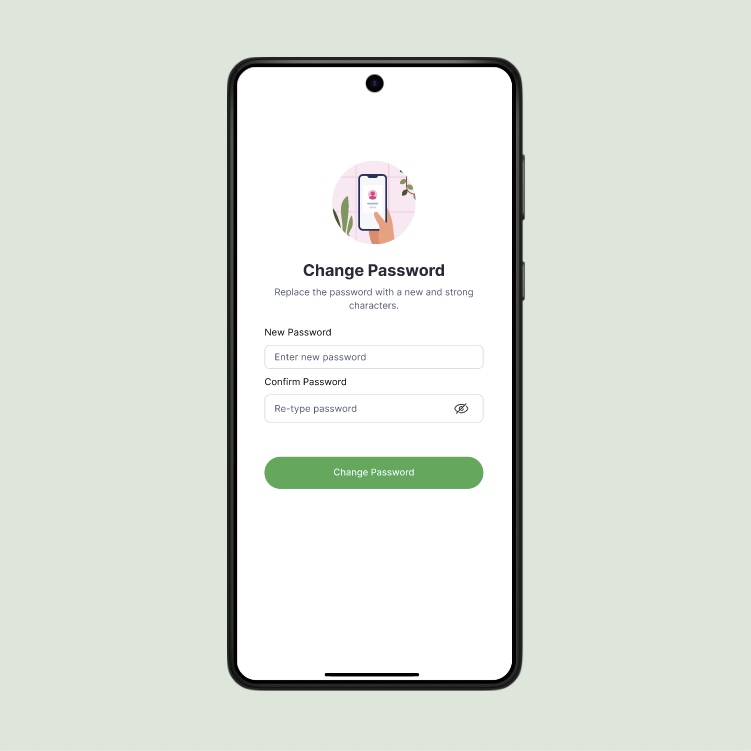 Change Password
Replace the password with a new and strong
characters.
New Password
Enter new password
Confirm Password
Re-type password
Change Password